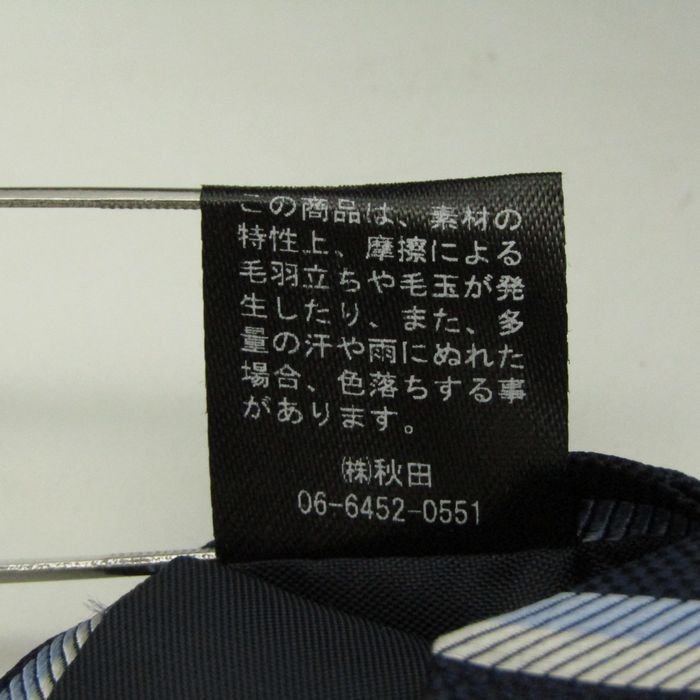 この商品は、素材の
特性上、摩擦による
毛羽立ちや毛玉が発
生したり、また、多
量の汗や雨にぬれた
場合、色落ちする事
があります。
㈱秋田
06-6452-0551